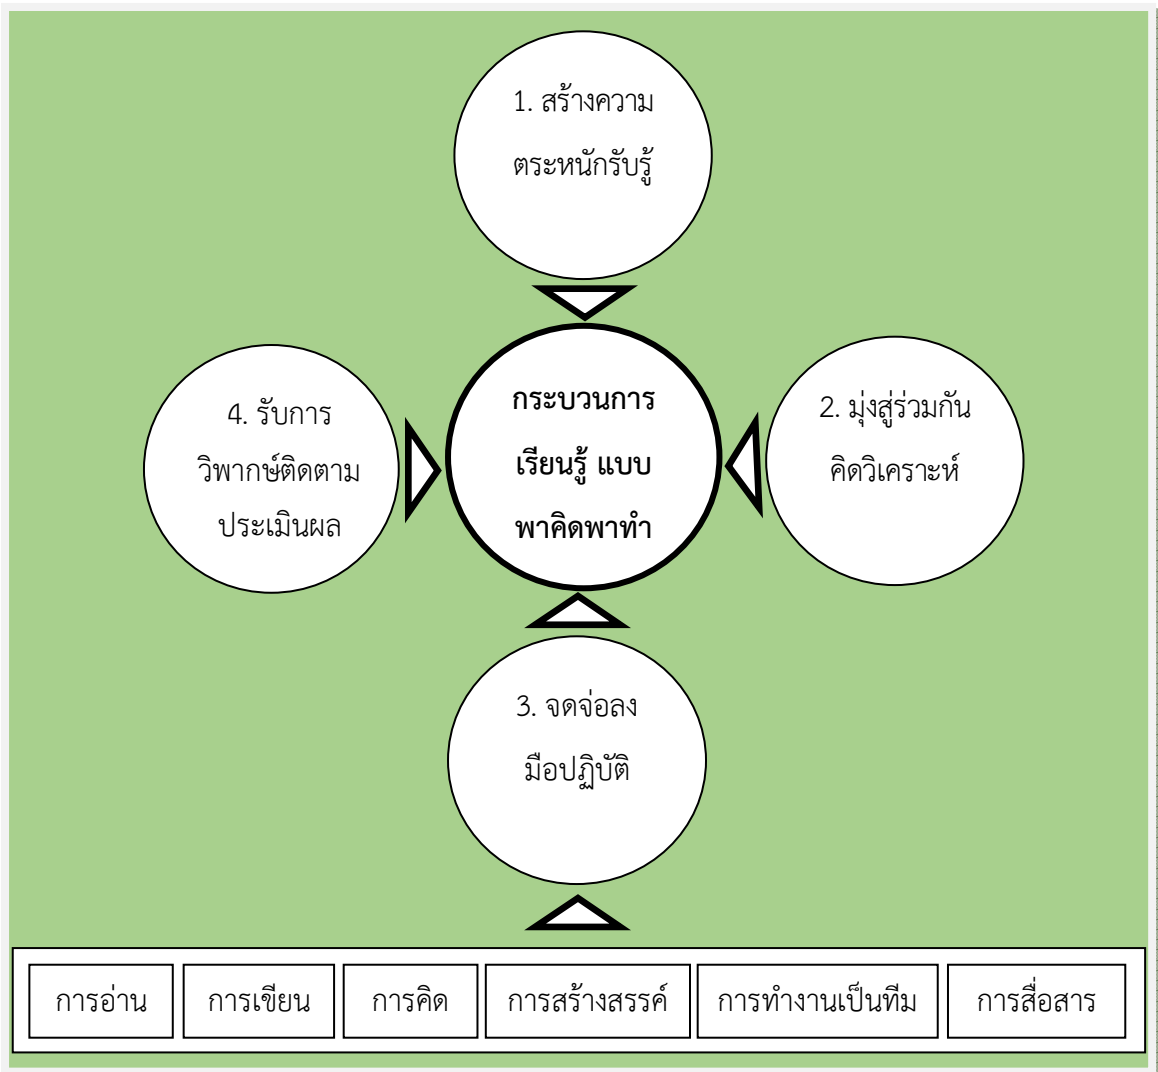 1. สร้างความ
ตระหนักรับรู้
กระบวนการ
เรียนรู้ แบบ
พาคิดพาทำ
2. มุ่งสู่ร่วมกัน
คิดวิเคราะห์
4. รับการ
วิพากษ์ติดตาม
ประเมินผล
3. จดจ่อลง
มือปฏิบัติ
การอ่าน
การเขียน
การคิด
การสร้างสรรค์
การทำงานเป็นทีม
การสื่อสาร